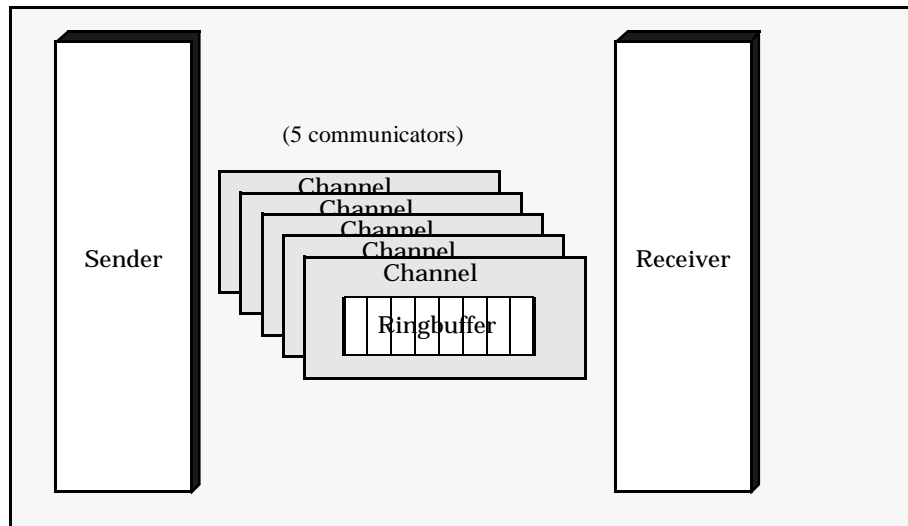 (5 communicators)
Channel
Channel
Channel
Channel
Channel
Sender
Receiver
Ringbuffer